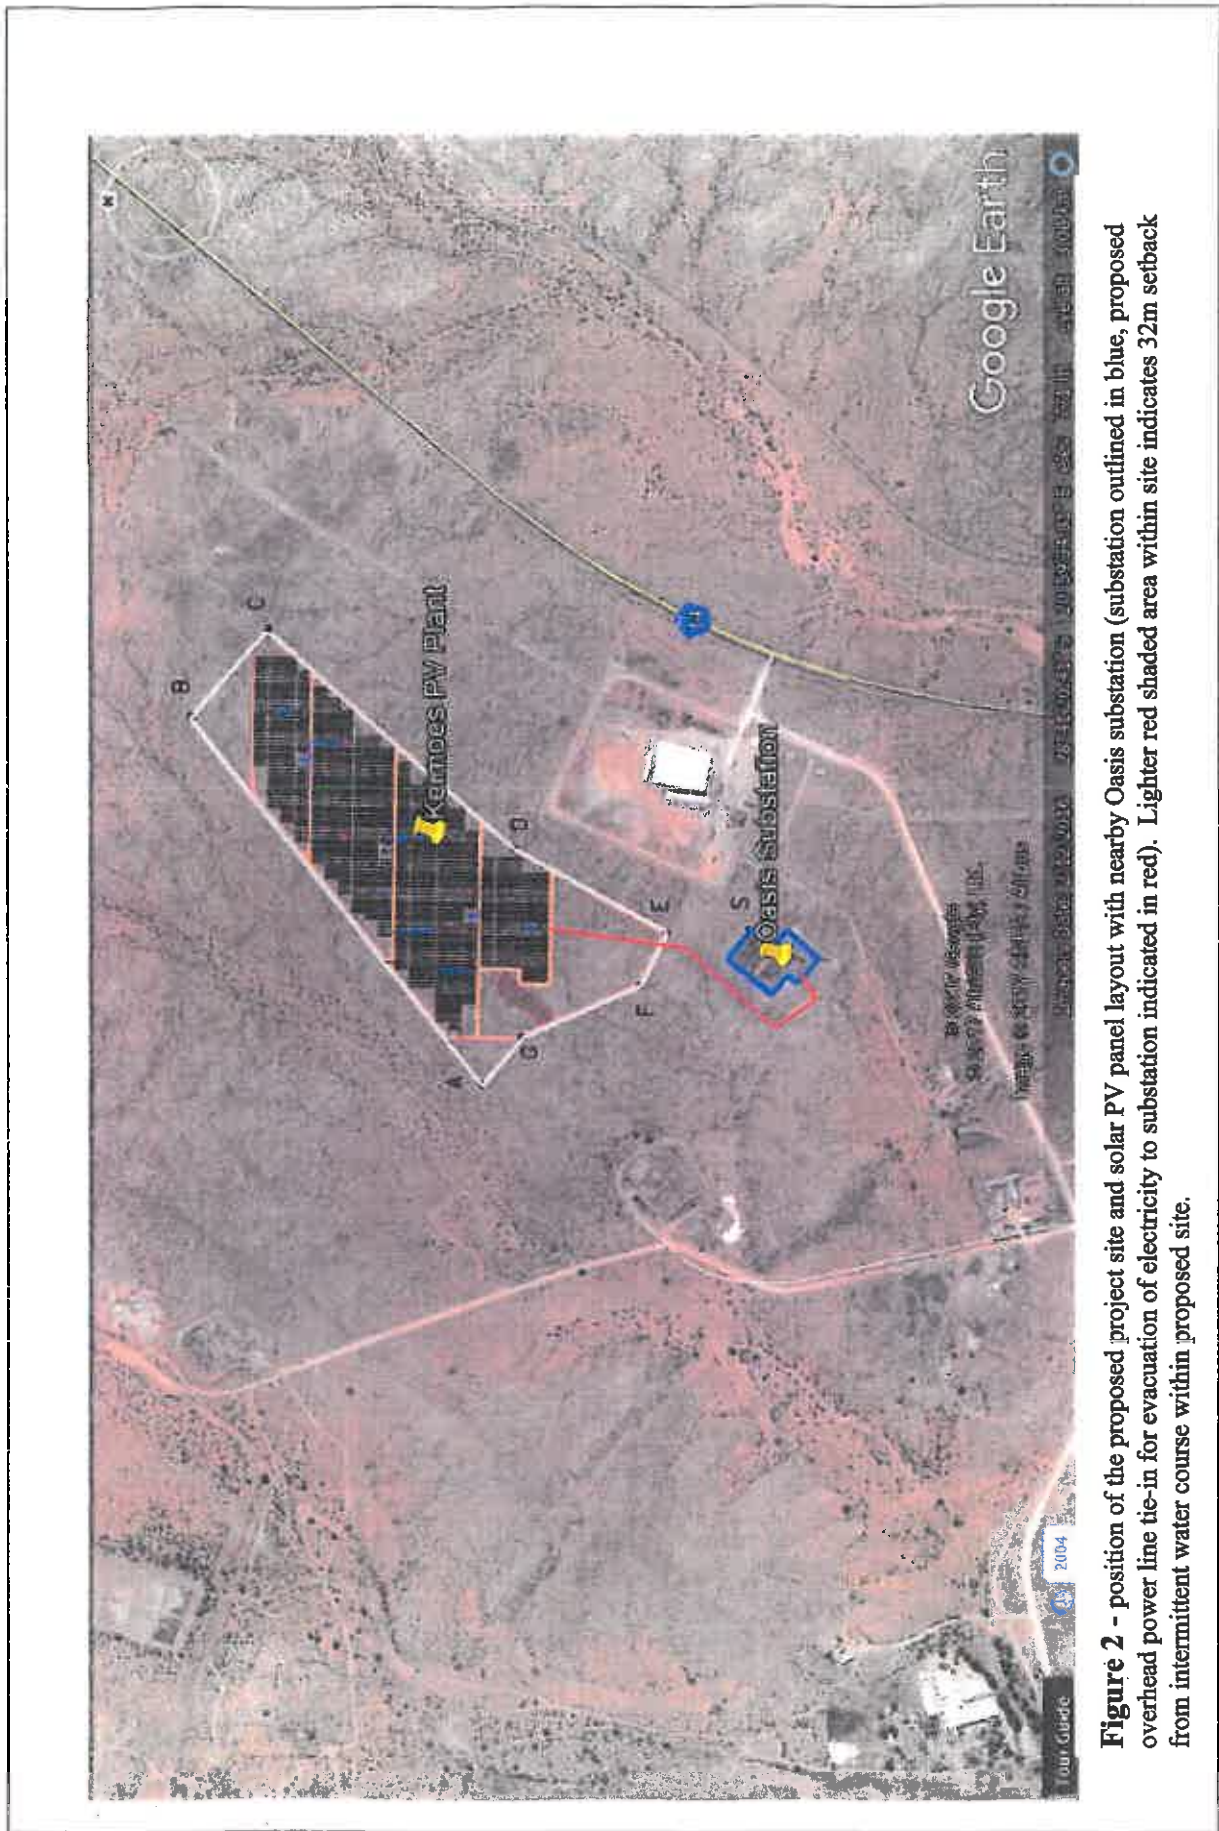 N
B
C
Kamoes PV Plant
A
D
G
E
F
S
Oasis Substation
Google Earth
Tour Guide
2004
Figure 2 - position of the proposed project site and solar PV panel layout with nearby Oasis substation (substation outlined in blue, proposed
overhead power line tie-in for evacuation of electricity to substation indicated in red). Lighter red shaded area within site indicates 32m setback
from intermittent water course within proposed site.